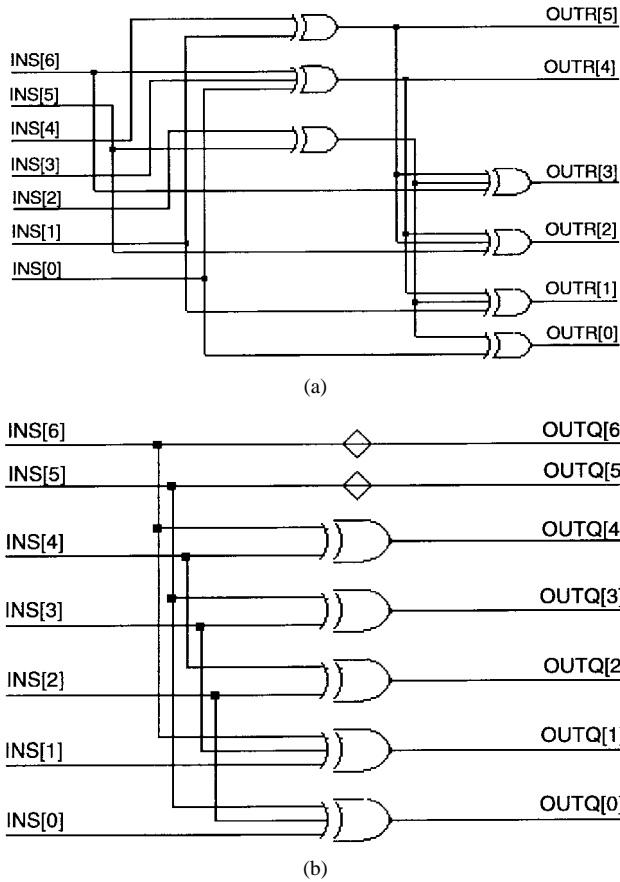 INS[6]
INS[5]
INS[4]
INS[3]
INS[2]
INS[1]
INS[0]
OUTR[5]
OUTR[4]
OUTR[3]
OUTR[2]
OUTR[1]
OUTR[0]
(a)
INS[6]
INS[5]
INS[4]
INS[3]
INS[2]
INS[1]
INS[0]
OUTQ[6
OUTQ[5
OUTQ[4
OUTQ[3
OUTQ[2
OUTQ[1]
OUTQ[0]
(b)